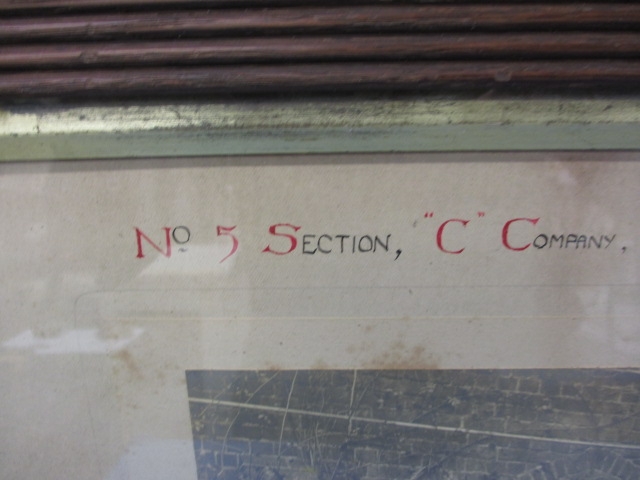 No 5 SECTION, "C" COMPANY,